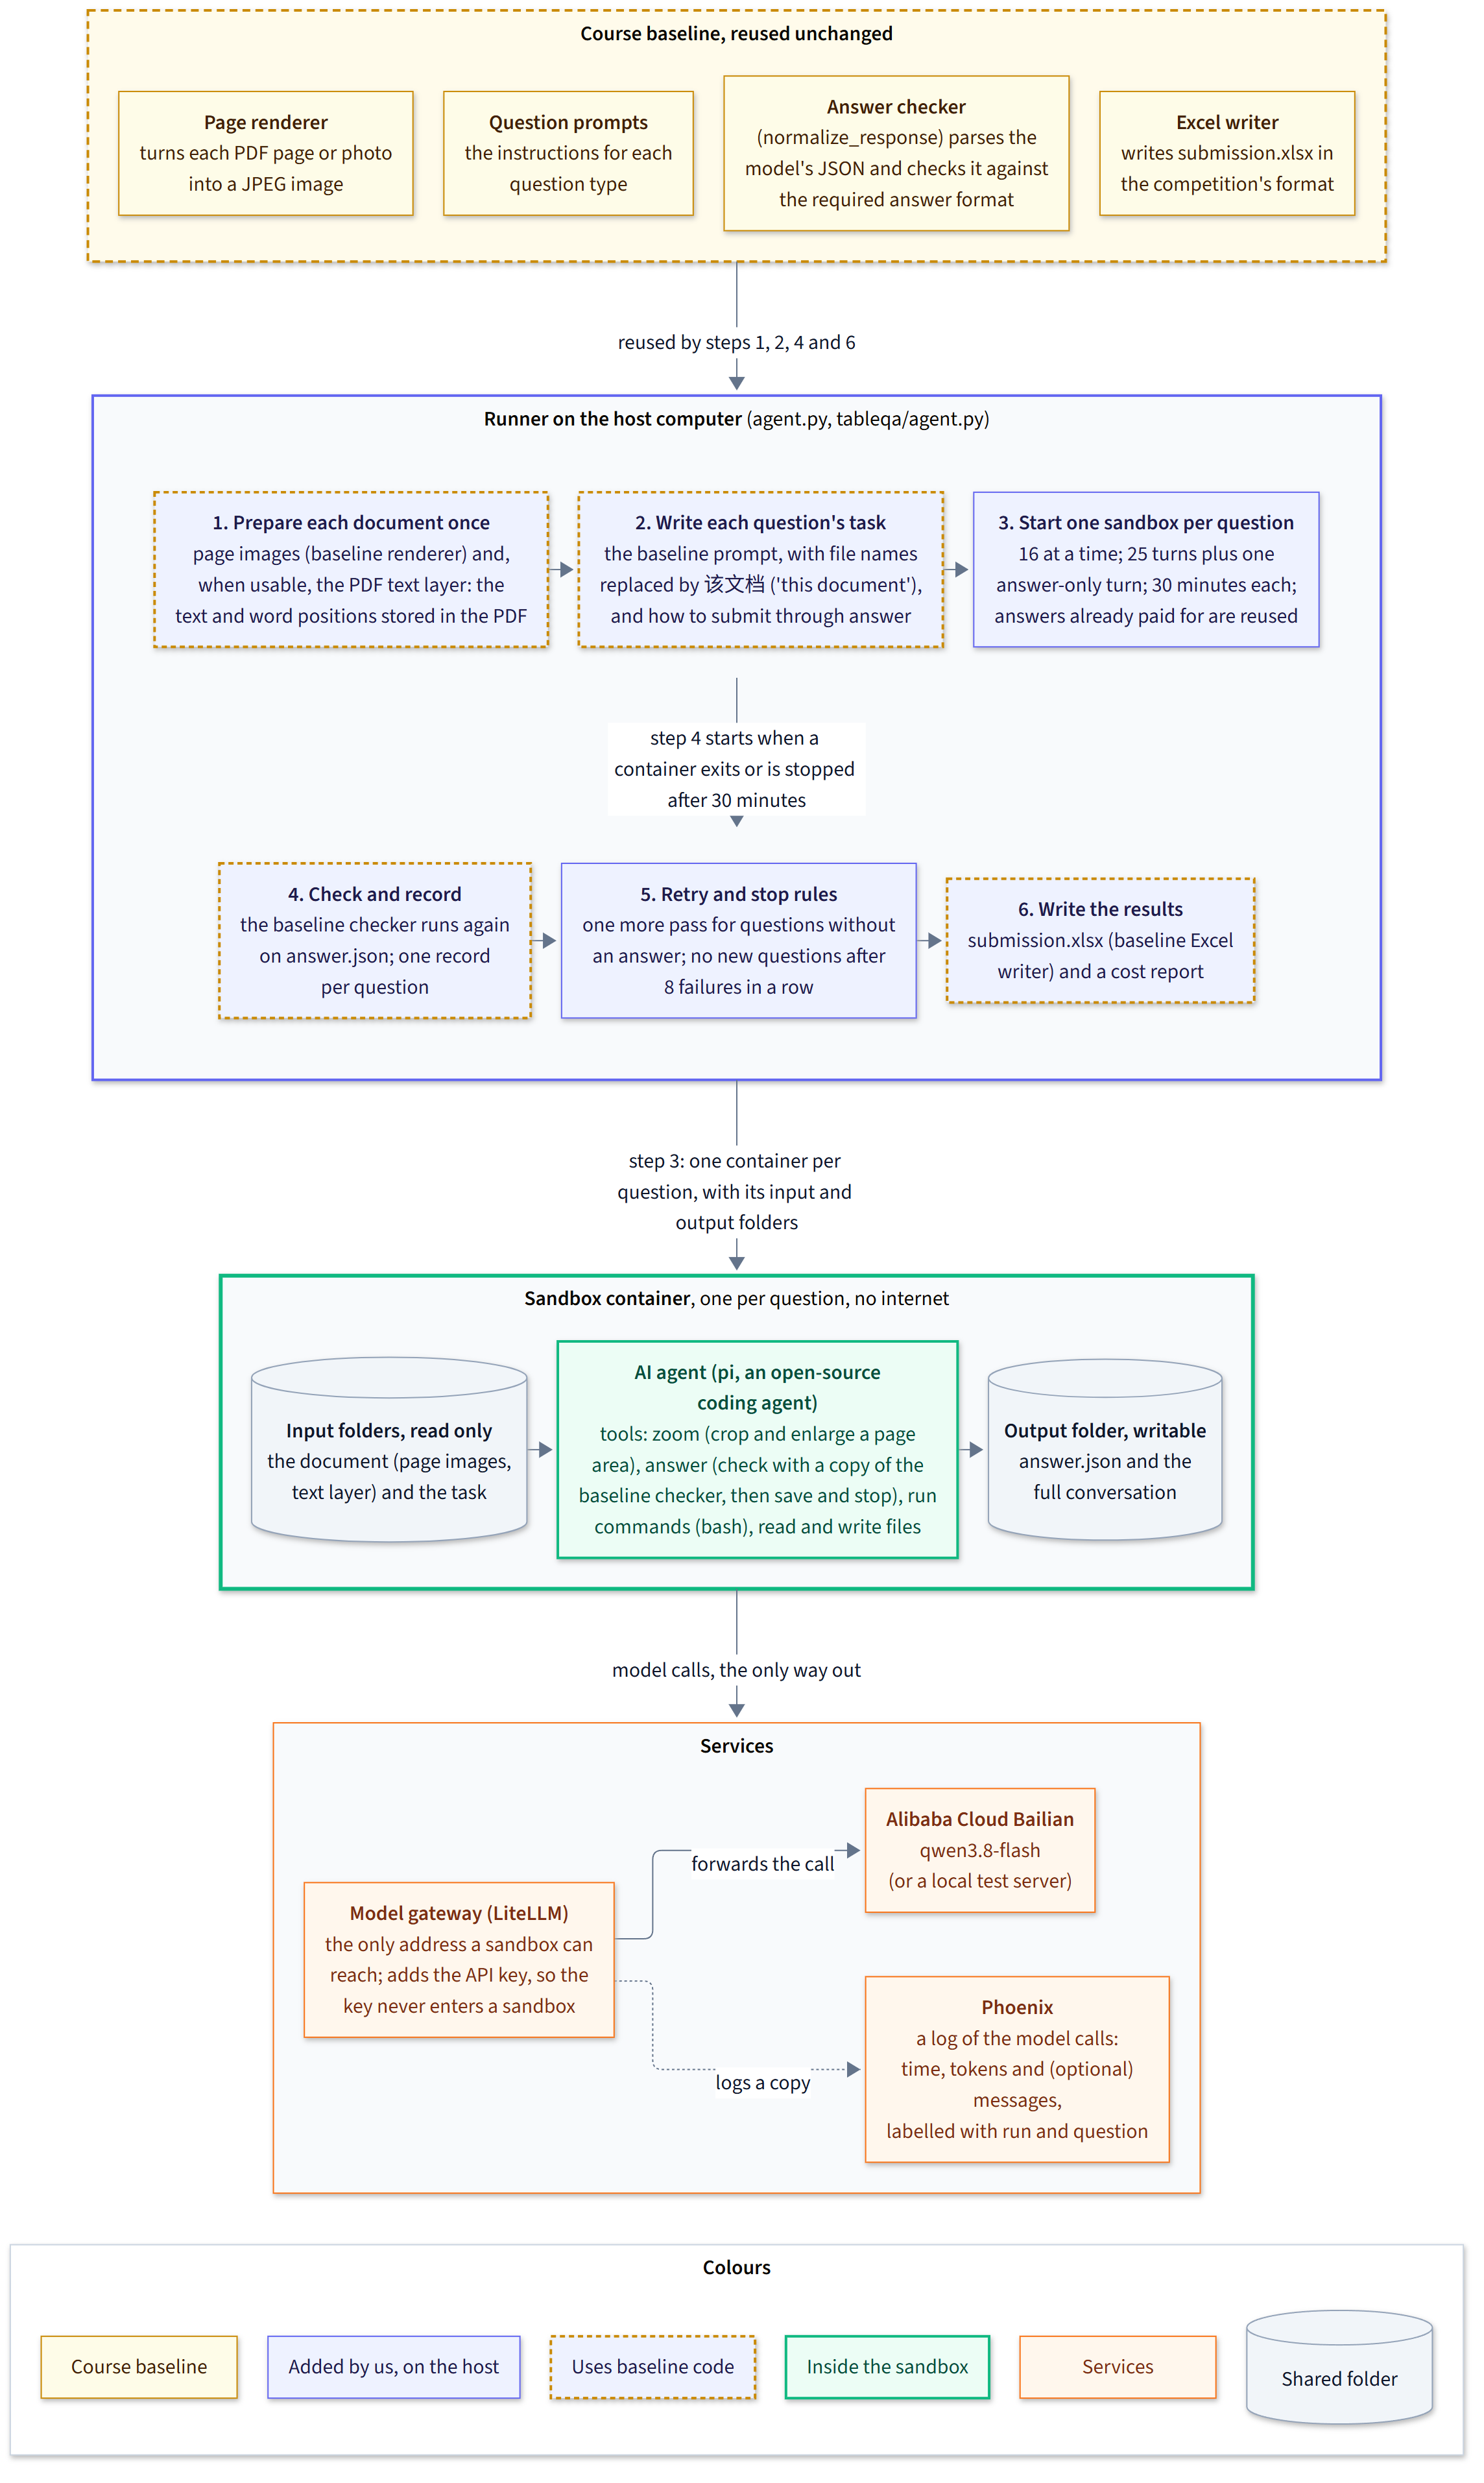 Course baseline, reused unchanged
Page renderer
turns each PDF page or photo
into a JPEG image
Question prompts
the instructions for each
question type
Answer checker
(normalize_response) parses the
model's JSON and checks it against
the required answer format
Excel writer
writes submission.xlsx in
the competition's format
reused by steps 1, 2, 4 and 6
Runner on the host computer (agent.py, tableqa/agent.py)
1. Prepare each document once
page images (baseline renderer) and,
when usable, the PDF text layer: the
text and word positions stored in the PDF
2. Write each question's task
the baseline prompt, with file names
replaced by 该文档 ('this document'),
and how to submit through answer
3. Start one sandbox per question
16 at a time; 25 turns plus one
answer-only turn; 30 minutes each;
answers already paid for are reused
step 4 starts when a
container exits or is stopped
after 30 minutes
4. Check and record
the baseline checker runs again
on answer.json; one record
per question
5. Retry and stop rules
one more pass for questions without
an answer; no new questions after
8 failures in a row
6. Write the results
submission.xlsx (baseline Excel
writer) and a cost report
step 3: one container per
question, with its input and
output folders
Sandbox container, one per question, no internet
Input folders, read only
the document (page images,
text layer) and the task
AI agent (pi, an open-source
coding agent)
tools: zoom (crop and enlarge a page
area), answer (check with a copy of the
baseline checker, then save and stop), run
commands (bash), read and write files
Output folder, writable
answer.json and the
full conversation
model calls, the only way out
Services
Model gateway (LiteLLM)
the only address a sandbox can
reach; adds the API key, so the
key never enters a sandbox
forwards the call
Alibaba Cloud Bailian
qwen3.8-flash
(or a local test server)
logs a copy
Phoenix
a log of the model calls:
time, tokens and (optional)
messages,
labelled with run and question
Colours
Course baseline
Added by us, on the host
Uses baseline code
Inside the sandbox
Services
Shared folder